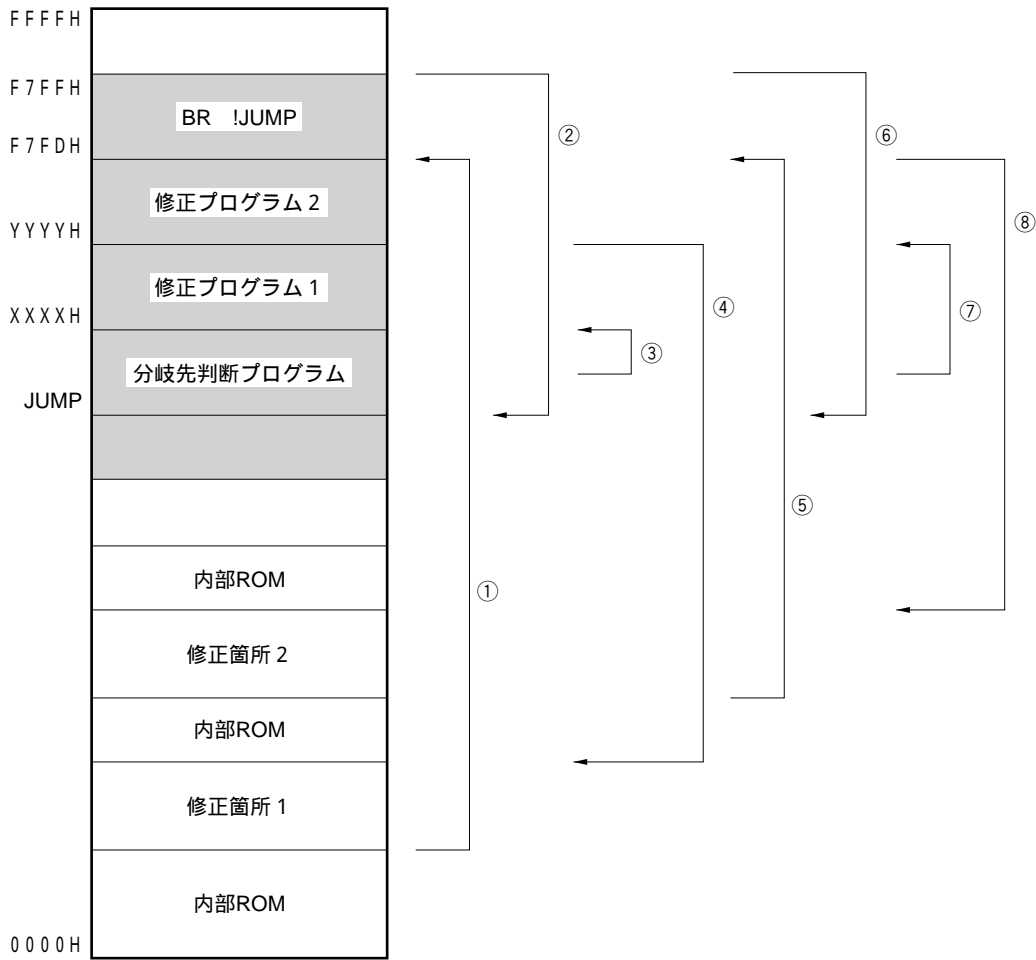 FFFFH
F7FFH
BR !JUMP
②
⑥
F7FDH
修正プログラム2
⑧
YYYYH
修正プログラム1
④
⑦
XXXXH
③
分岐先判断プログラム
JUMP
⑤
内部ROM
①
修正箇所2
内部ROM
修正箇所1
内部ROM
0000H